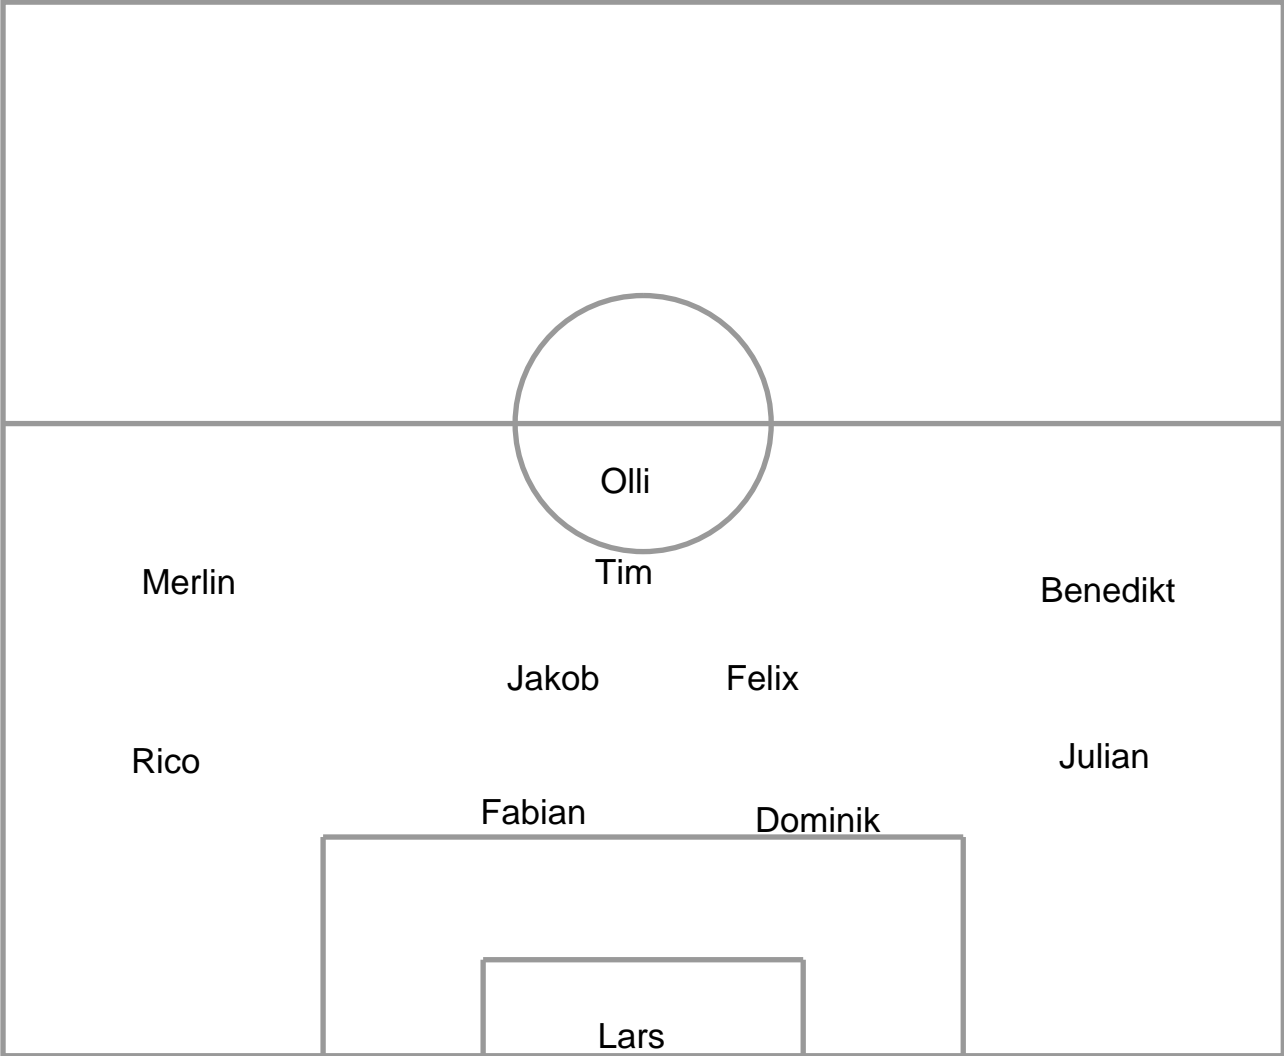 Olli
Tim
Merlin
Benedikt
Jakob
Felix
Rico
Julian
Fabian
Dominik
Lars